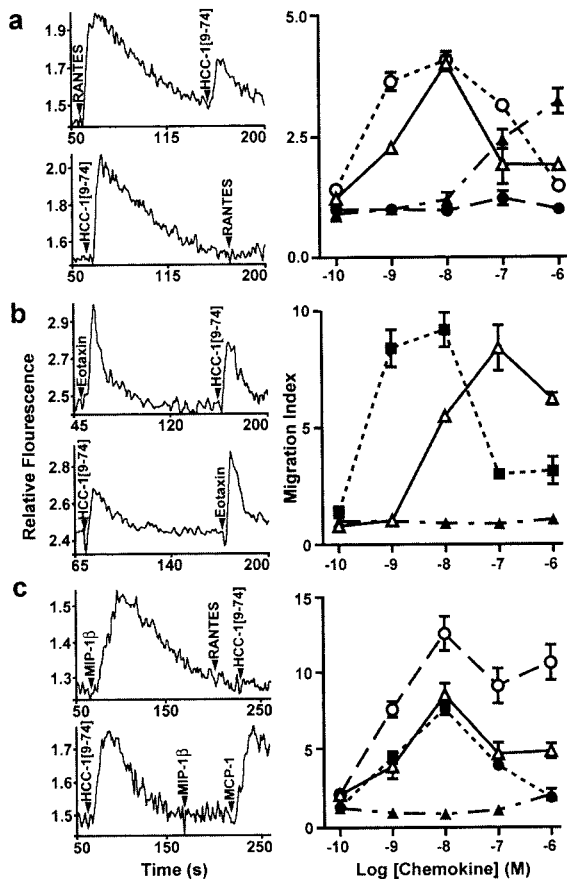 a
2.0
1.9
1.7
1.5
RANTES
HCC-1[9-74]
50
115
200
2.0
1.8
1.6
HCC-1[9-74]
RANTES
50
115
200
5.0
2.5
0.0
-10
-9
-8
-7
-6
b
2.9
2.7
2.5
Eotaxin
HCC-1[9-74]
45
120
200
2.8
2.6
2.4
HCC-1[9-74]
Eotaxin
65
140
200
Relative Flourescence
Migration Index
10
5
0
-10
-9
-8
-7
-6
c
1.5
1.4
1.3
MIP-1β
RANTES
HCC-1[9-74]
50
150
250
1.7
1.6
1.5
HCC-1[9-74]
MIP-1β
MCP-1
50
150
250
Time (s)
15
10
5
0
-10
-9
-8
-7
-6
Log [Chemokine] (M)